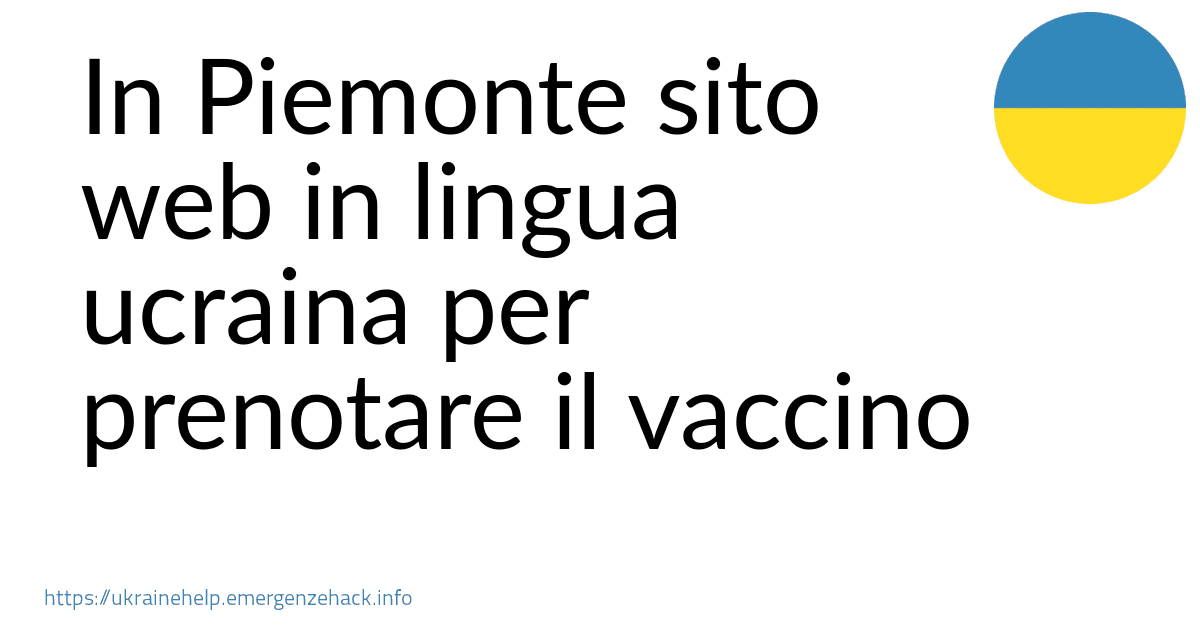 In Piemonte sito
web in lingua
ucraina per
prenotare il vaccino
https://ukrainehelp.emergenzehack.info